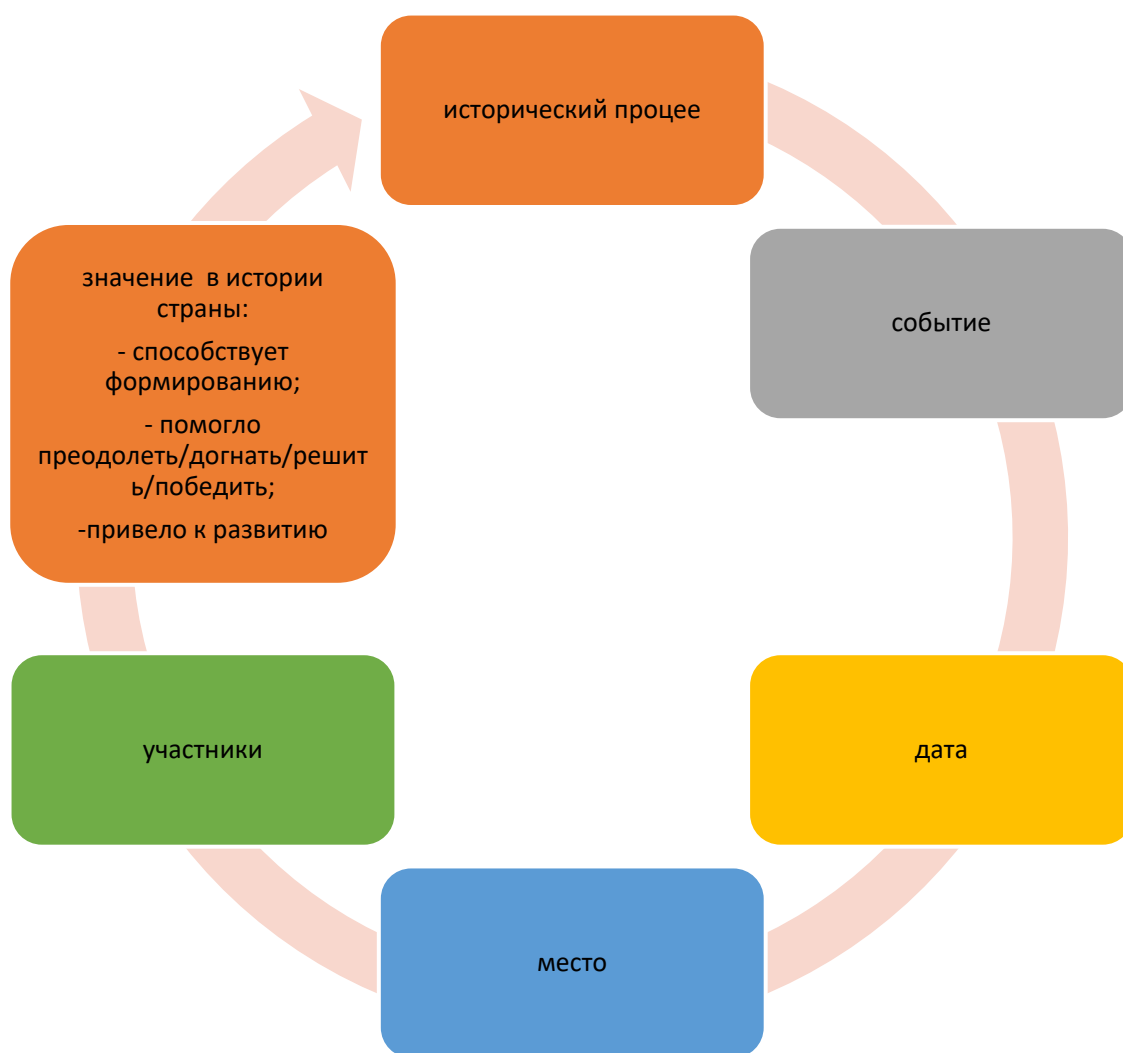 исторический процее
событие
дата
место
участники
значение  в истории
страны:
- способствует
формированию;
- помогло
преодолеть/догнать/решит
ь/победить;
-привело к развитию